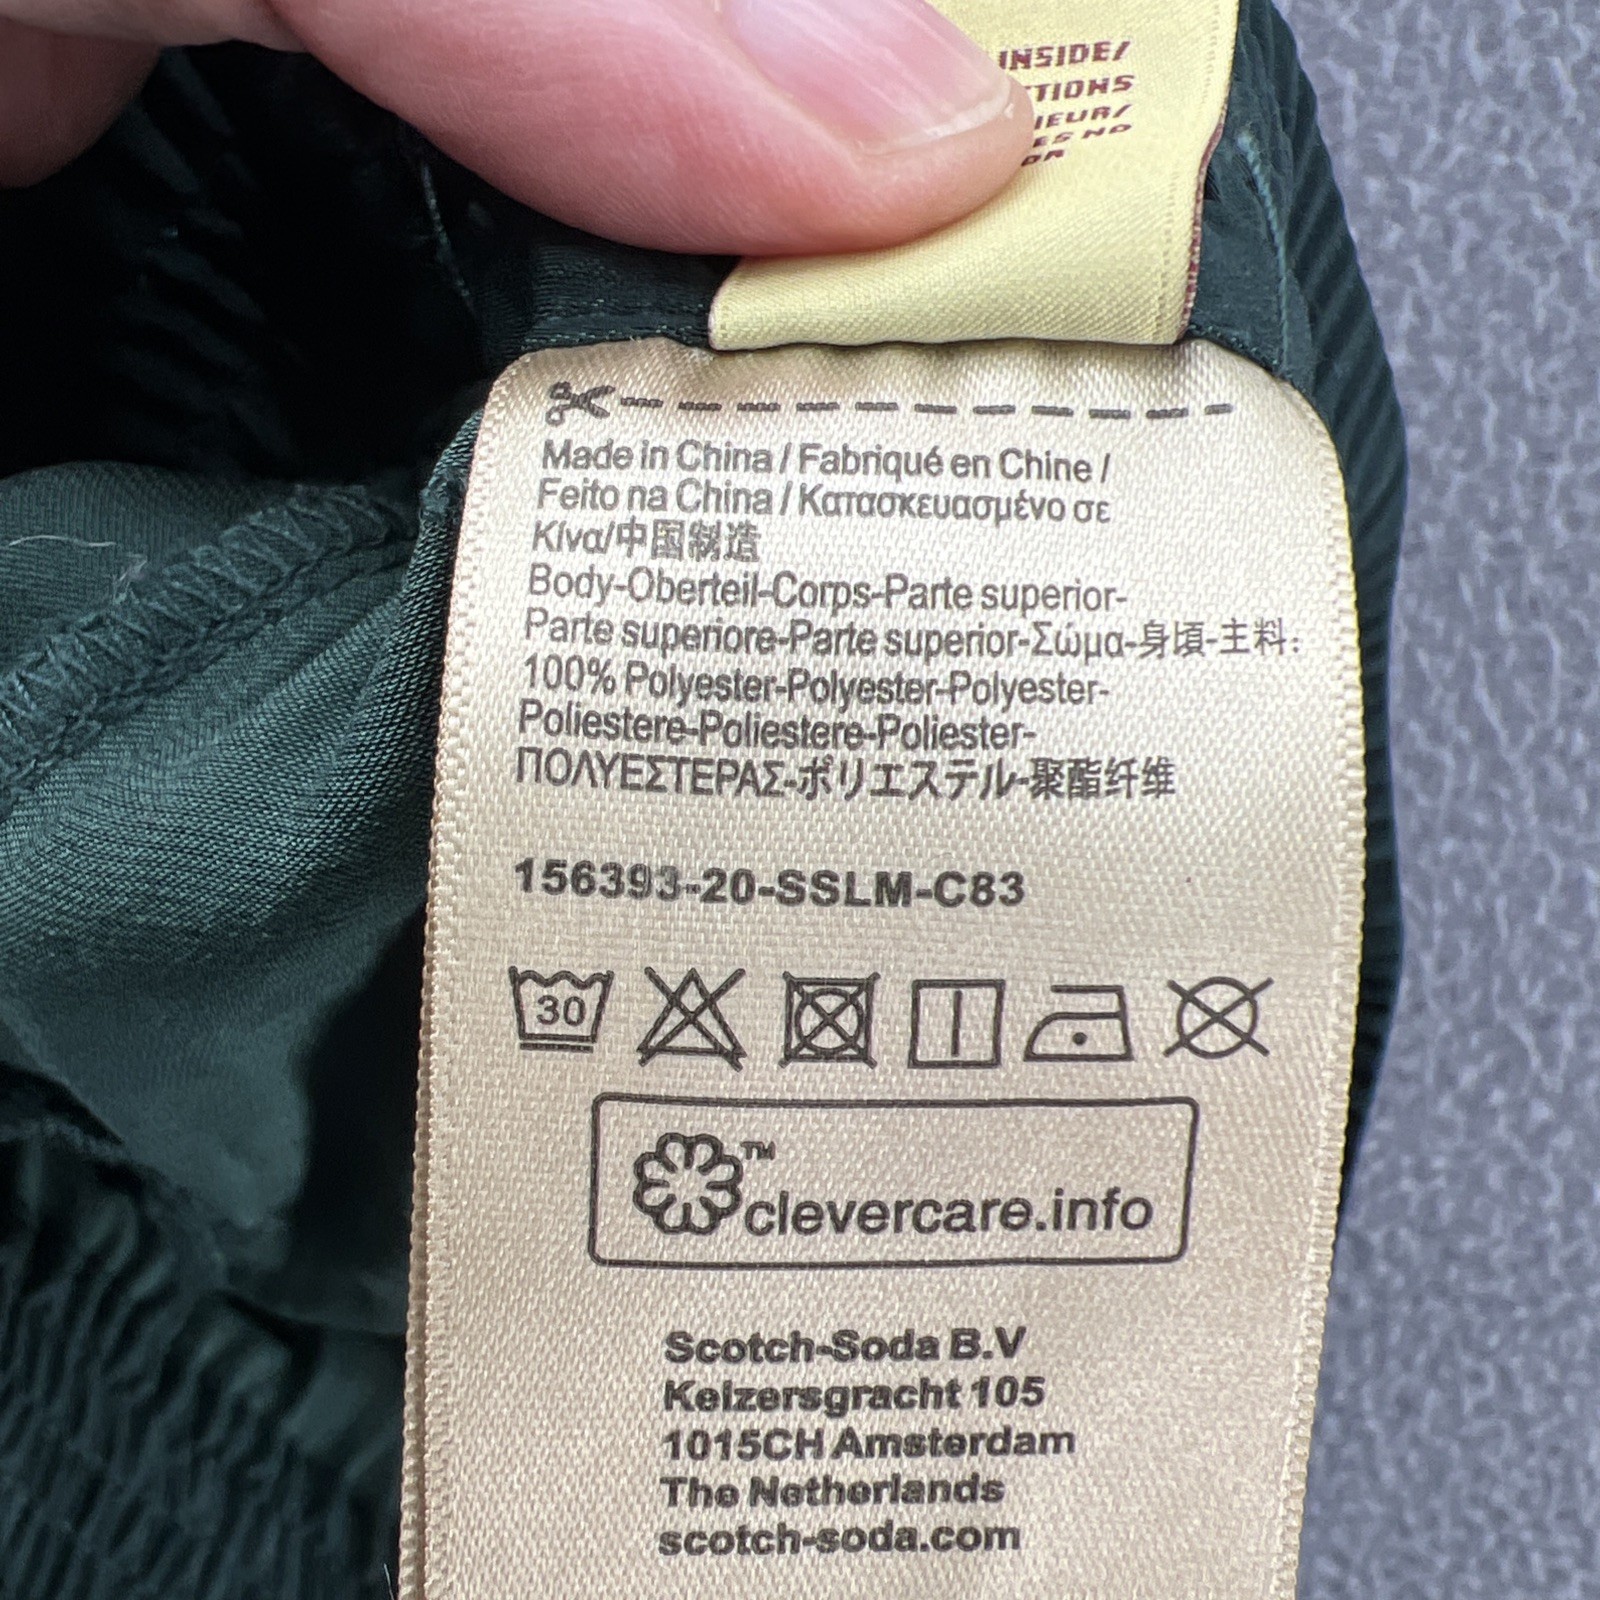 INSIDE/
Made in China / Fabriqué en Chine /
Feito na China / Κατασκευασμένο σε
Κίνα/中国制造
Body-Oberteil-Corps-Parte superior-
Parte superiore-Parte superior-Σώμα-身頃-主料:
100% Polyester-Polyester-Polyester-
Poliestere-Poliestere-Poliester-
ΠΟΛΥΕΣΤΕΡΑΣ-ポリエステル-聚酯纤维
156393-20-SSLM-C83
30
TM
clevercare.info
Scotch-Soda B.V
Keizersgracht 105
1015CH Amsterdam
The Netherlands
scotch-soda.com